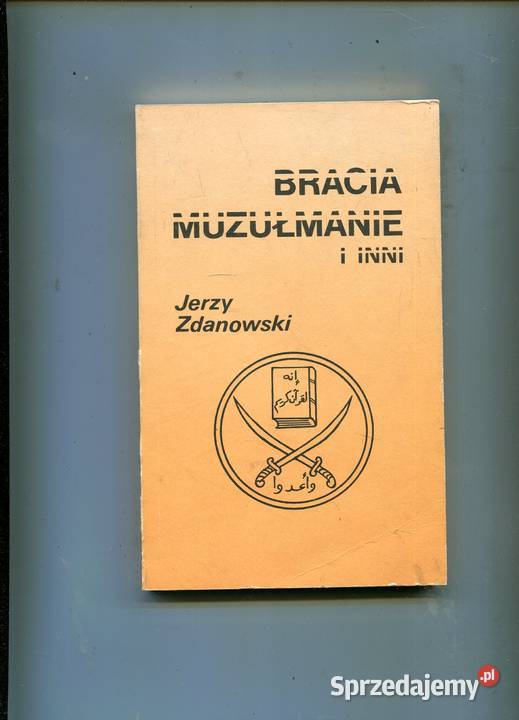 BRACIA
MUZUŁMANIE
i iNNi
Jerzy
Zdanowski
إنه
لقرآن كريم
وأعدوا
Sprzedajemy.pl